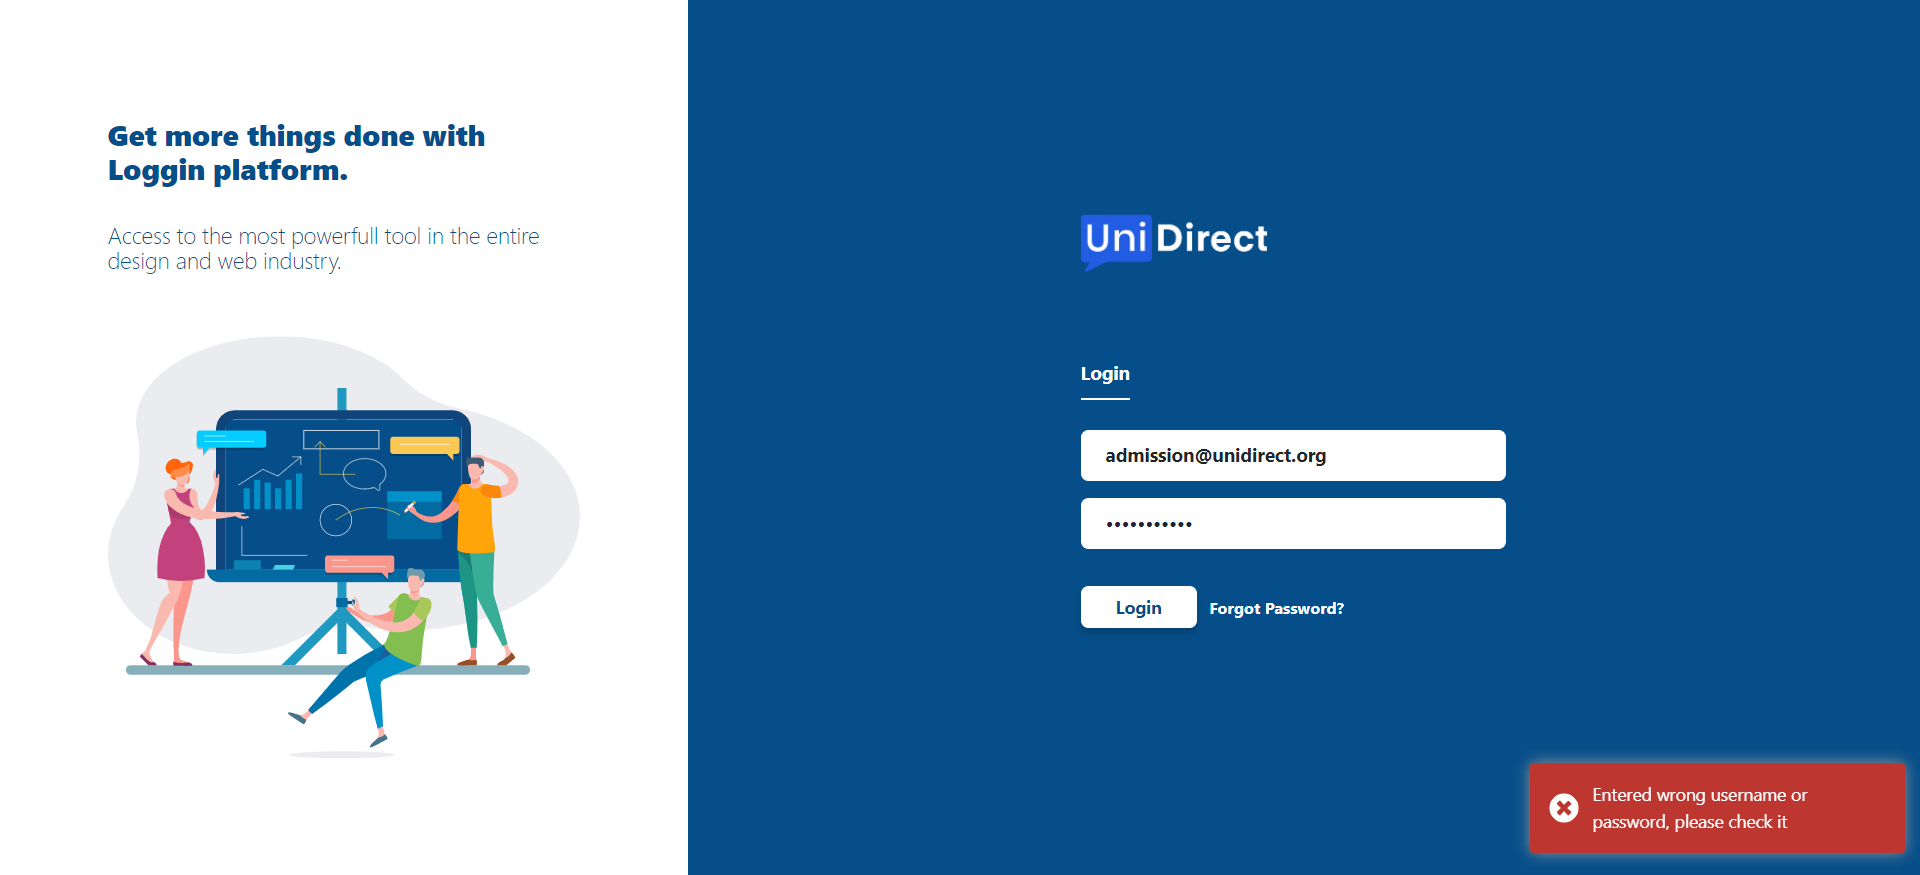 Get more things done with
Loggin platform.
Access to the most powerfull tool in the entire
design and web industry.
Uni Direct
Login
admission@unidirect.org
•••••••••••
Login
Forgot Password?
Entered wrong username or
password, please check it